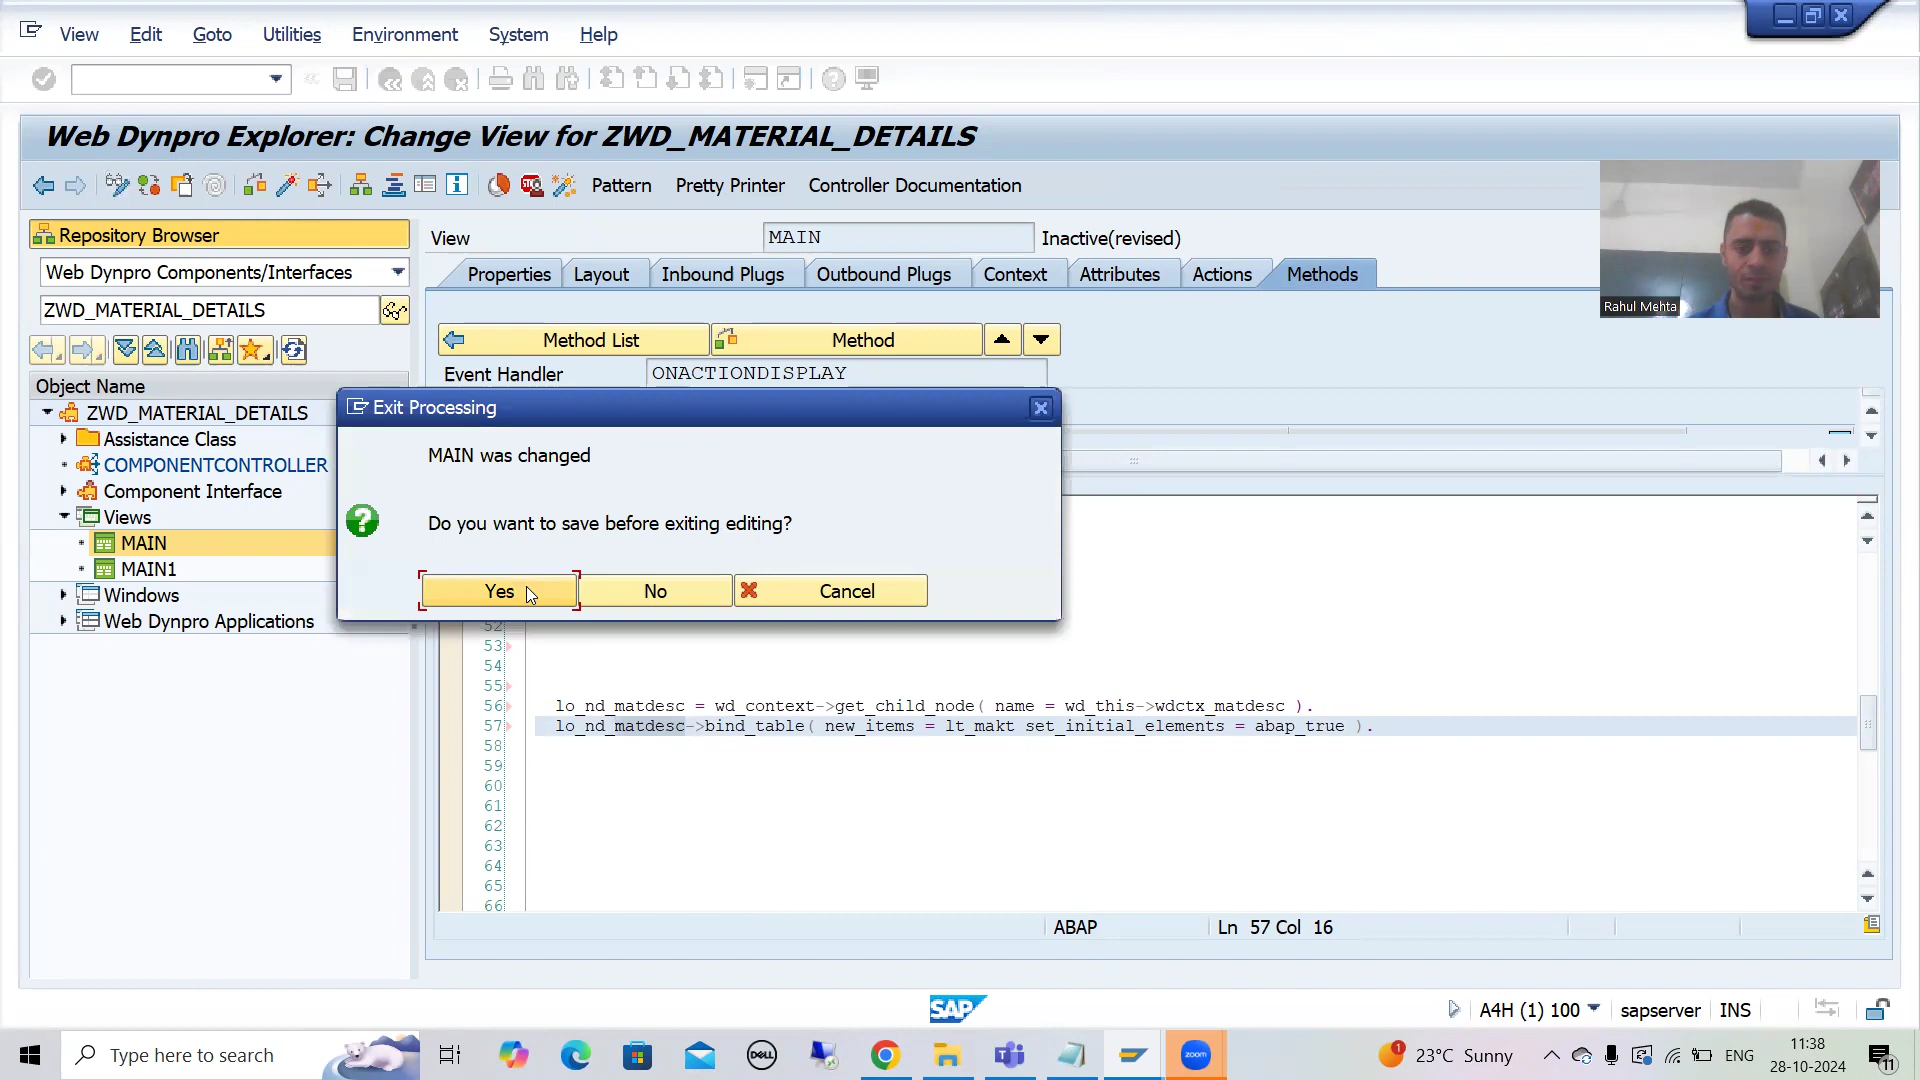 View Edit Goto Utilities Environment System Help
Web Dynpro Explorer: Change View for ZWD_MATERIAL_DETAILS
Pattern Pretty Printer Controller Documentation
Repository Browser
Web Dynpro Components/Interfaces
ZWD_MATERIAL_DETAILS
Object Name
ZWD_MATERIAL_DETAILS
Assistance Class
COMPONENTCONTROLLER
Component Interface
Views
MAIN
MAIN1
Windows
Web Dynpro Applications
View MAIN Inactive(revised)
Properties Layout Inbound Plugs Outbound Plugs Context Attributes Actions Methods
Method List Method
Event Handler ONACTIONDISPLAY
Rahul Mehta
Exit Processing
MAIN was changed
Do you want to save before exiting editing?
Yes No Cancel
52
53
54
55
56 lo_nd_matdesc = wd_context->get_child_node( name = wd_this->wdctx_matdesc ).
57 lo_nd_matdesc->bind_table( new_items = lt_makt set_initial_elements = abap_true ).
58
59
60
61
62
63
64
65
66
ABAP Ln 57 Col 16
SAP A4H (1) 100 sapserver INS
Type here to search DELL zoom 1 23°C Sunny ENG 11:38
28-10-2024 11